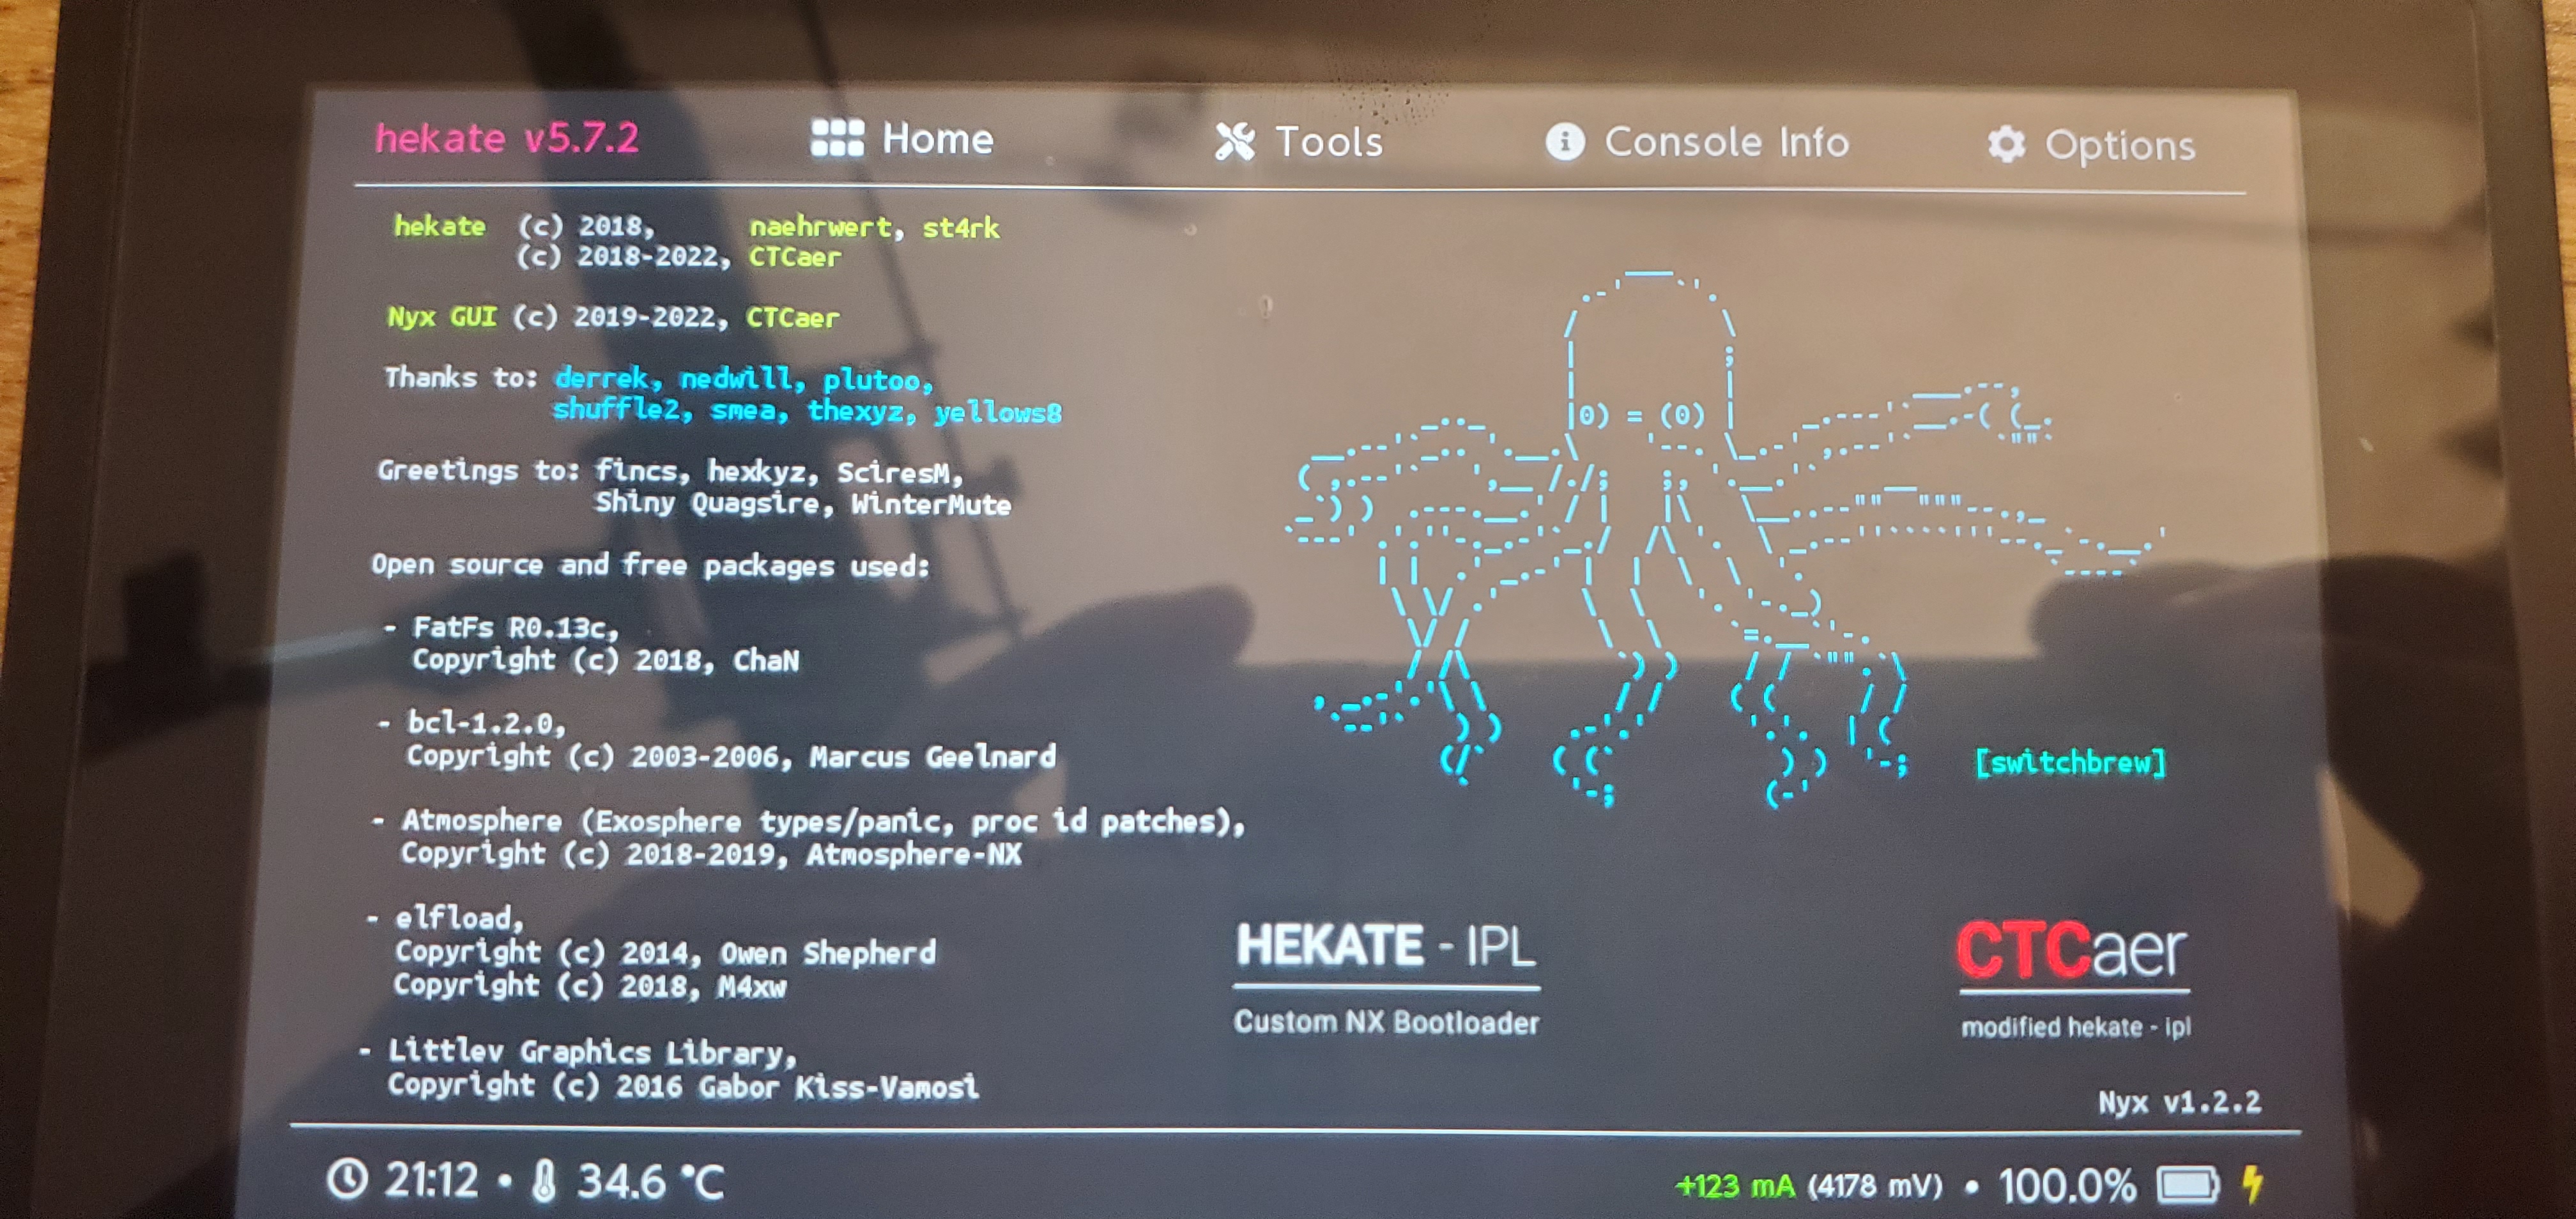 hekate v5.7.2 Home Tools Console Info Options
hekate (c) 2018, naehrwert, st4rk
(c) 2018-2022, CTCaer
Nyx GUI (c) 2019-2022, CTCaer
Thanks to: derrek, nedwill, plutoo,
shuffle2, smea, thexyz, yellows8
Greetings to: fincs, hexkyz, SciresM,
Shiny Quagsire, WinterMute
Open source and free packages used:
- FatFs R0.13c,
Copyright (c) 2018, ChaN
- bcl-1.2.0,
Copyright (c) 2003-2006, Marcus Geelnard
- Atmosphere (Exosphere types/panic, proc id patches),
Copyright (c) 2018-2019, Atmosphere-NX
- elfload,
Copyright (c) 2014, Owen Shepherd
Copyright (c) 2018, M4xw
- Littlev Graphics Library,
Copyright (c) 2016 Gabor Kiss-Vamosi
[switchbrew]
HEKATE - IPL
Custom NX Bootloader
CTCaer
modified hekate - ipl
Nyx v1.2.2
21:12 • 34.6 °C
+123 mA (4178 mV) • 100.0%